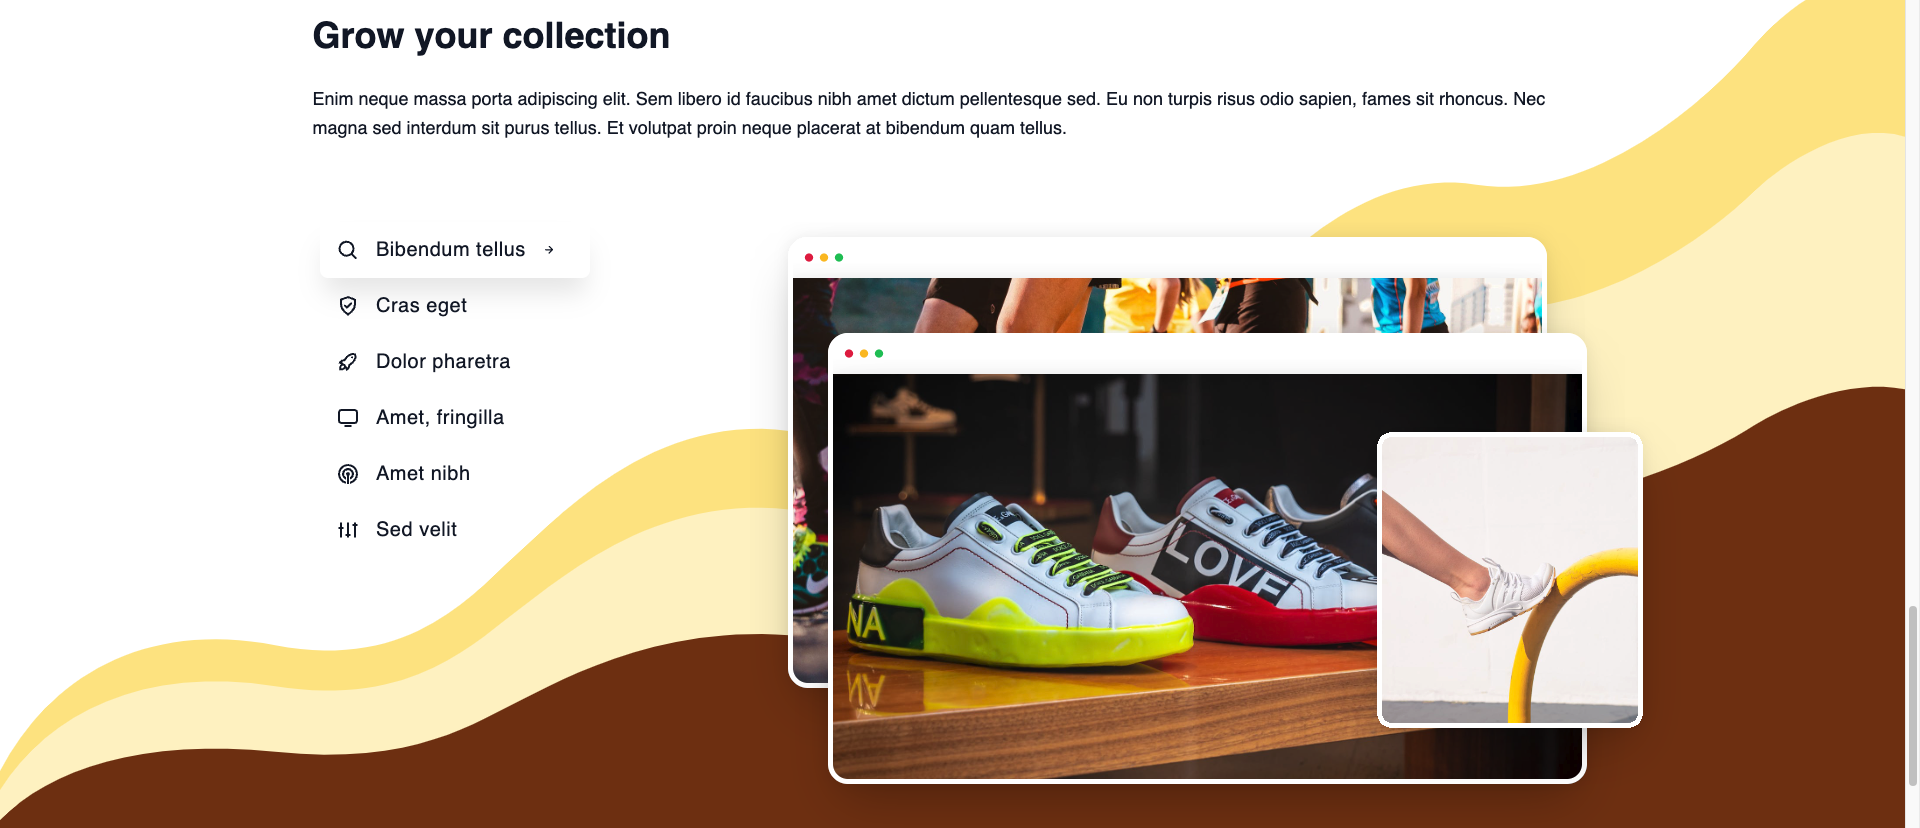 Grow your collection
Enim neque massa porta adipiscing elit. Sem libero id faucibus nibh amet dictum pellentesque sed. Eu non turpis risus odio sapien, fames sit rhoncus. Nec
magna sed interdum sit purus tellus. Et volutpat proin neque placerat at bibendum quam tellus.
Bibendum tellus
Cras eget
Dolor pharetra
Amet, fringilla
Amet nibh
Sed velit
LOVE
NA